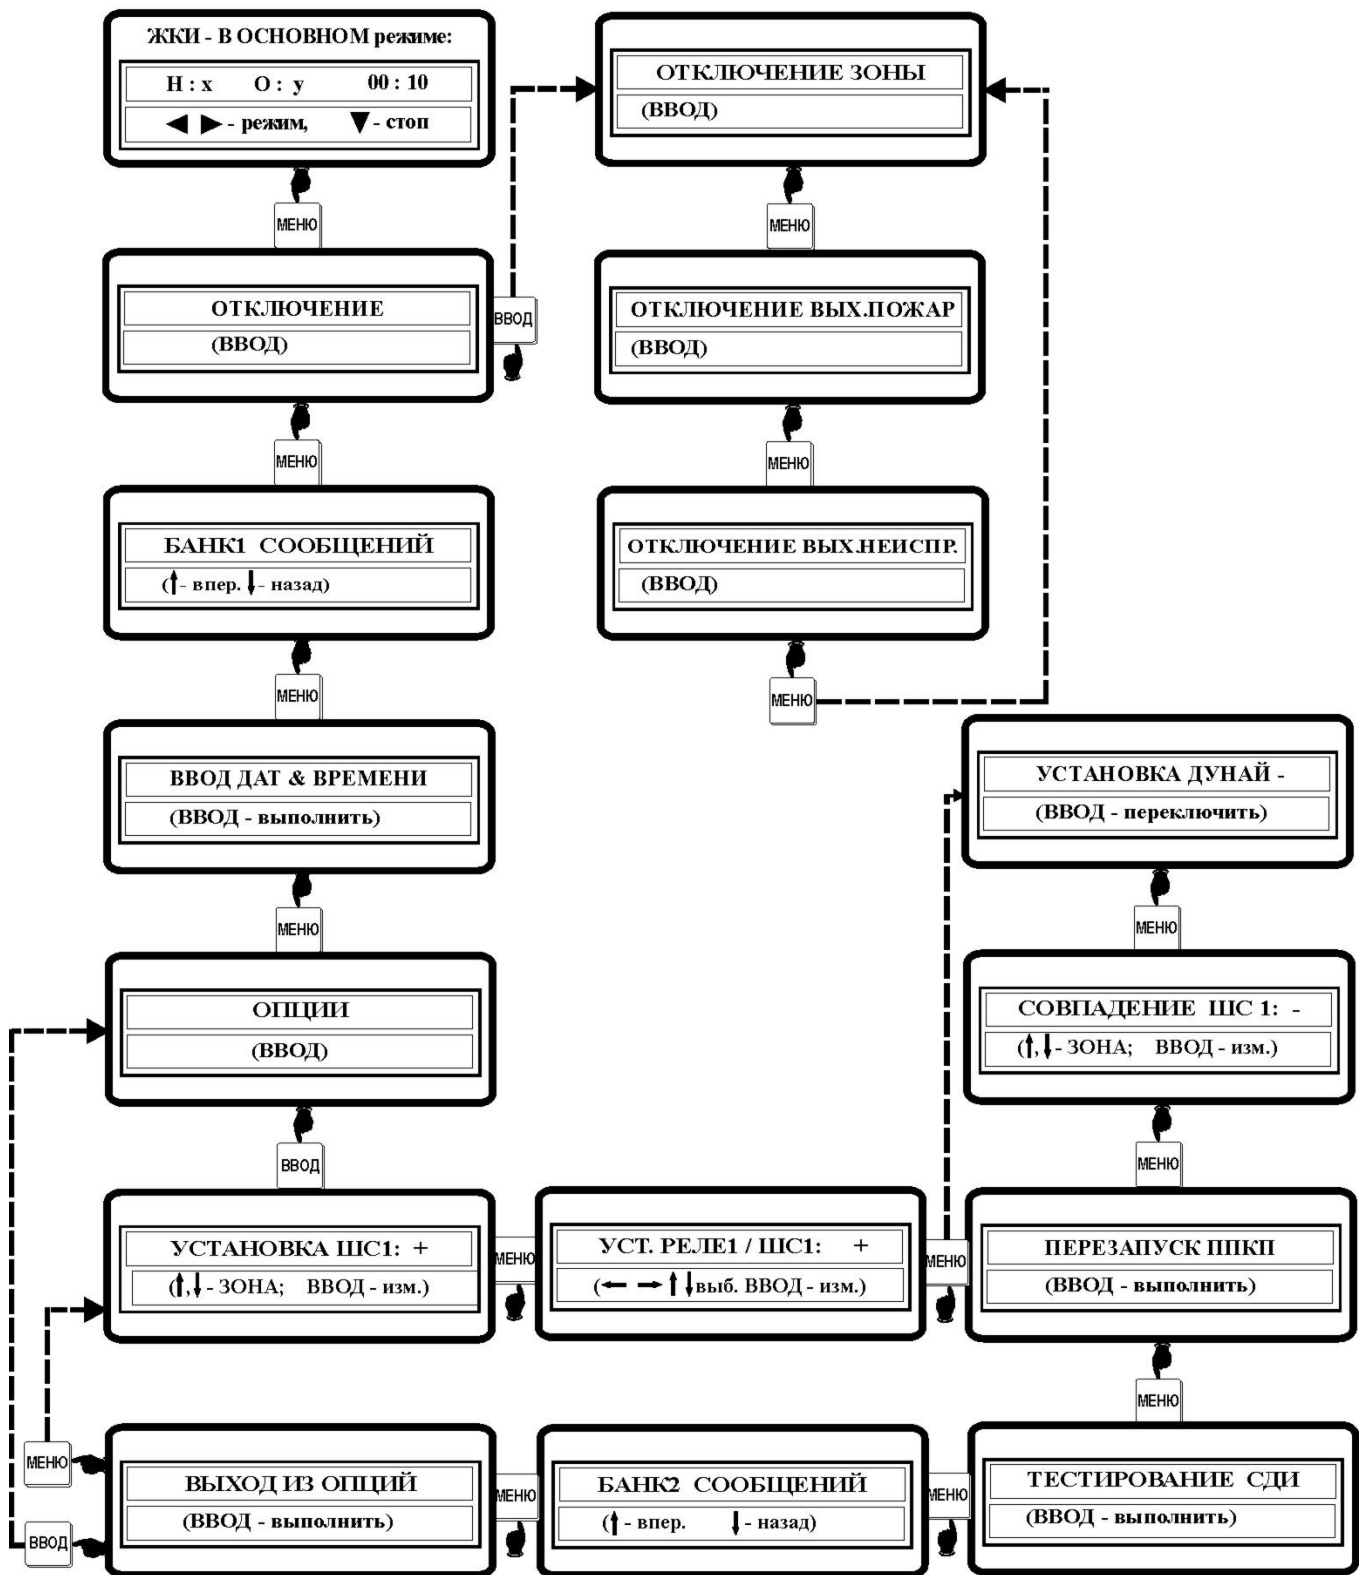 ЖКИ - В ОСНОВНОМ режиме:
Н : х О : у 00 : 10
◀ ▶ - режим, ▼ - стоп
МЕНЮ
ОТКЛЮЧЕНИЕ
(ВВОД)
ВВОД
МЕНЮ
БАНК1 СООБЩЕНИЙ
(↑- впер. ↓- назад)
МЕНЮ
ВВОД ДАТ & ВРЕМЕНИ
(ВВОД - выполнить)
МЕНЮ
ОПЦИИ
(ВВОД)
ВВОД
ОТКЛЮЧЕНИЕ ЗОНЫ
(ВВОД)
МЕНЮ
ОТКЛЮЧЕНИЕ ВЫХ.ПОЖАР
(ВВОД)
МЕНЮ
ОТКЛЮЧЕНИЕ ВЫХ.НЕИСПР.
(ВВОД)
МЕНЮ
УСТАНОВКА ШС1: +
(↑,↓ - ЗОНА; ВВОД - изм.)
МЕНЮ
УСТ. РЕЛЕ1 / ШС1: +
(← → ↑ ↓ выб. ВВОД - изм.)
МЕНЮ
УСТАНОВКА ДУНАЙ -
(ВВОД - переключить)
МЕНЮ
СОВПАДЕНИЕ ШС 1: -
(↑,↓ - ЗОНА; ВВОД - изм.)
МЕНЮ
ПЕРЕЗАПУСК ППКП
(ВВОД - выполнить)
МЕНЮ
ТЕСТИРОВАНИЕ СДИ
(ВВОД - выполнить)
МЕНЮ
БАНК2 СООБЩЕНИЙ
(↑ - впер. ↓ - назад)
МЕНЮ
ВЫХОД ИЗ ОПЦИЙ
(ВВОД - выполнить)
МЕНЮ
ВВОД